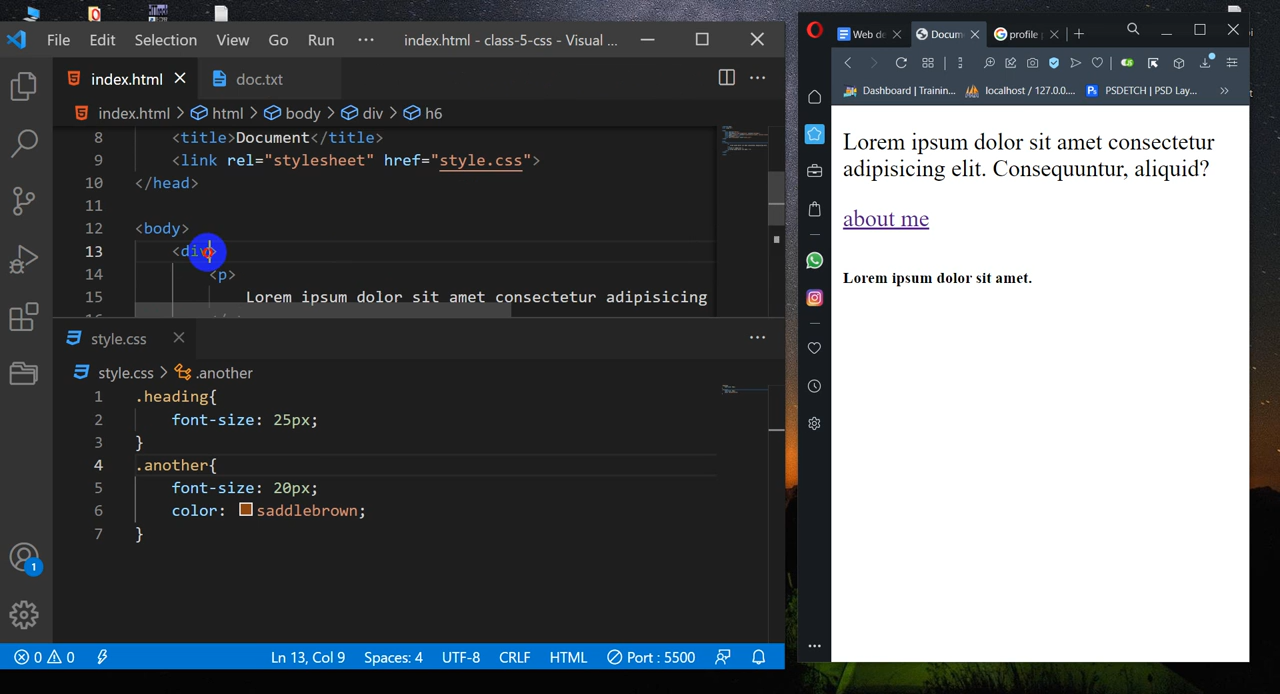 File Edit Selection View Go Run ··· index.html - class-5-css - Visual ...
index.html doc.txt
index.html > html > body > div > h6
8 <title>Document</title>
9 <link rel="stylesheet" href="style.css">
10 </head>
11
12 <body>
13 <div>
14 <p>
15 Lorem ipsum dolor sit amet consectetur adipisicing
style.css
style.css > .another
1 .heading{
2 font-size: 25px;
3 }
4 .another{
5 font-size: 20px;
6 color: saddlebrown;
7 }
1
0 0 Ln 13, Col 9 Spaces: 4 UTF-8 CRLF HTML Port : 5500
Web de Docum profile
Dashboard | Trainin... localhost / 127.0.0.... PSDETCH | PSD Lay...
Lorem ipsum dolor sit amet consectetur
adipisicing elit. Consequuntur, aliquid?
about me
Lorem ipsum dolor sit amet.